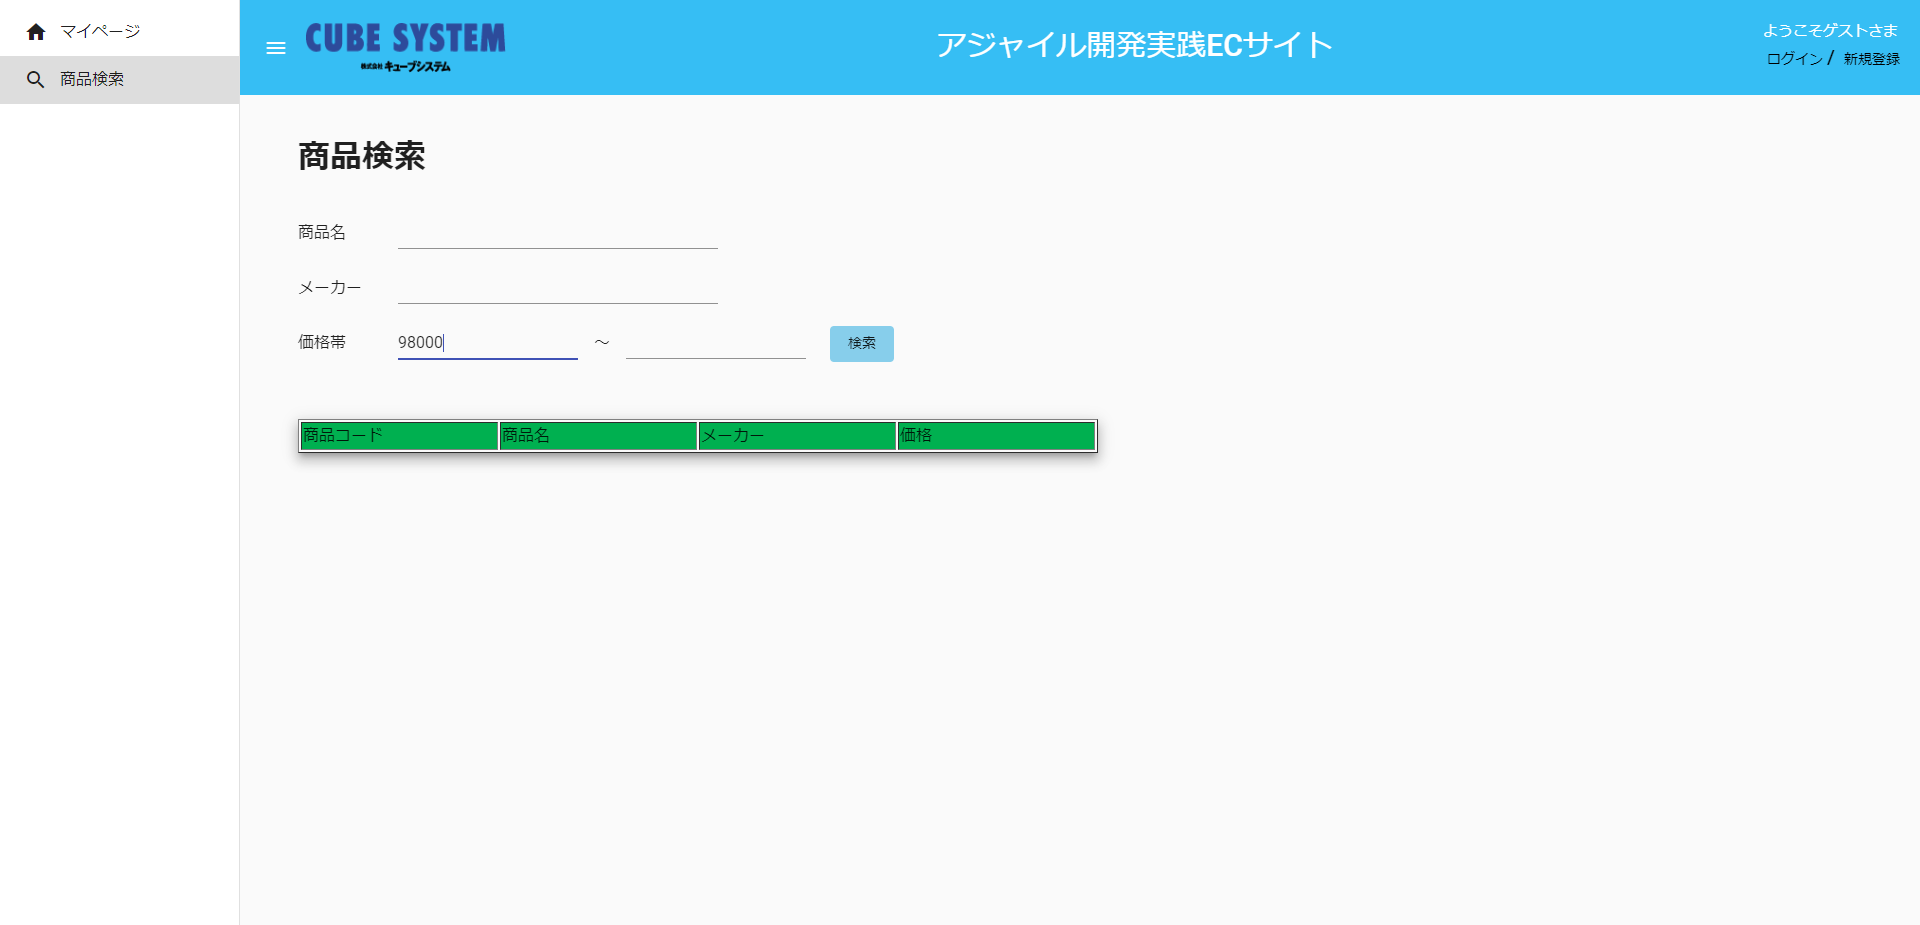 マイページ
商品検索
CUBE SYSTEM
株式会社 キューブシステム
アジャイル開発実践ECサイト
ようこそゲストさま
ログイン / 新規登録
商品検索
商品名
メーカー
価格帯 98000 ～ 検索
商品コード 商品名 メーカー 価格